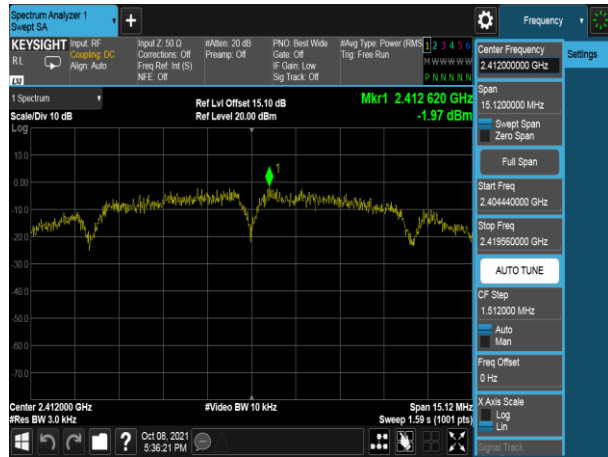 Spectrum Analyzer 1
Swept SA
+
Frequency
KEYSIGHT
RL
LXI
Input: RF
Coupling: DC
Align: Auto
Input Z: 50 Ω
Corrections: Off
Freq Ref: Int (S)
NFE: Off
#Atten: 20 dB
Preamp: Off
PNO: Best Wide
Gate: Off
IF Gain: Low
Sig Track: Off
#Avg Type: Power (RMS
Trig: Free Run
1 2 3 4 5 6
M W W W W W
P N N N N N
1 Spectrum
Scale/Div 10 dB
Log
Ref Lvl Offset 15.10 dB
Ref Level 20.00 dBm
Mkr1 2.412 620 GHz
-1.97 dBm
1
10.0
0.00
-10.0
-20.0
-30.0
-40.0
-50.0
-60.0
-70.0
Center 2.412000 GHz
#Res BW 3.0 kHz
#Video BW 10 kHz
Span 15.12 MHz
Sweep 1.59 s (1001 pts)
?
Oct 08, 2021
5:36:21 PM
Settings
Center Frequency
2.412000000 GHz
Span
15.1200000 MHz
Swept Span
Zero Span
Full Span
Start Freq
2.404440000 GHz
Stop Freq
2.419560000 GHz
AUTO TUNE
CF Step
1.512000 MHz
Auto
Man
Freq Offset
0 Hz
X Axis Scale
Log
Lin
Signal Track